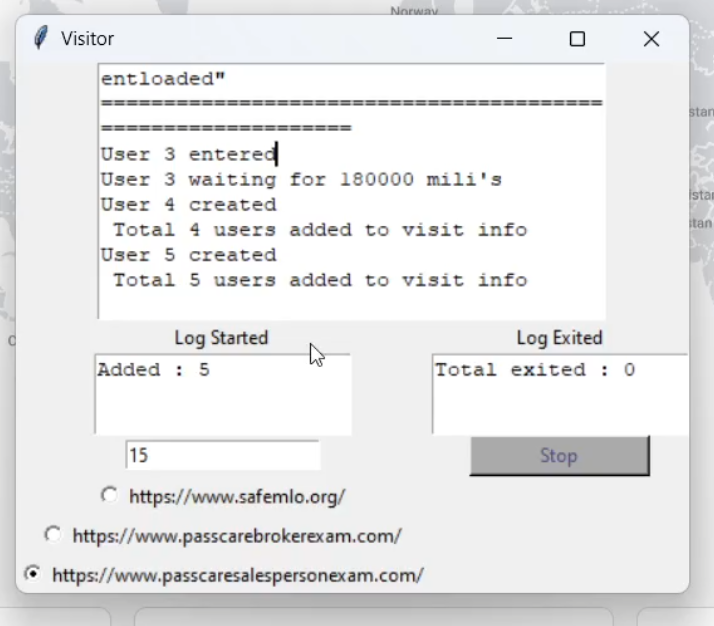 Norway
Visitor
entloaded"
========================================
====================
User 3 entered
User 3 waiting for 180000 mili's
User 4 created
Total 4 users added to visit info
User 5 created
Total 5 users added to visit info
Log Started
Log Exited
Added : 5
Total exited : 0
15
Stop
https://www.safemlo.org/
https://www.passcarebrokerexam.com/
https://www.passcaresalespersonexam.com/